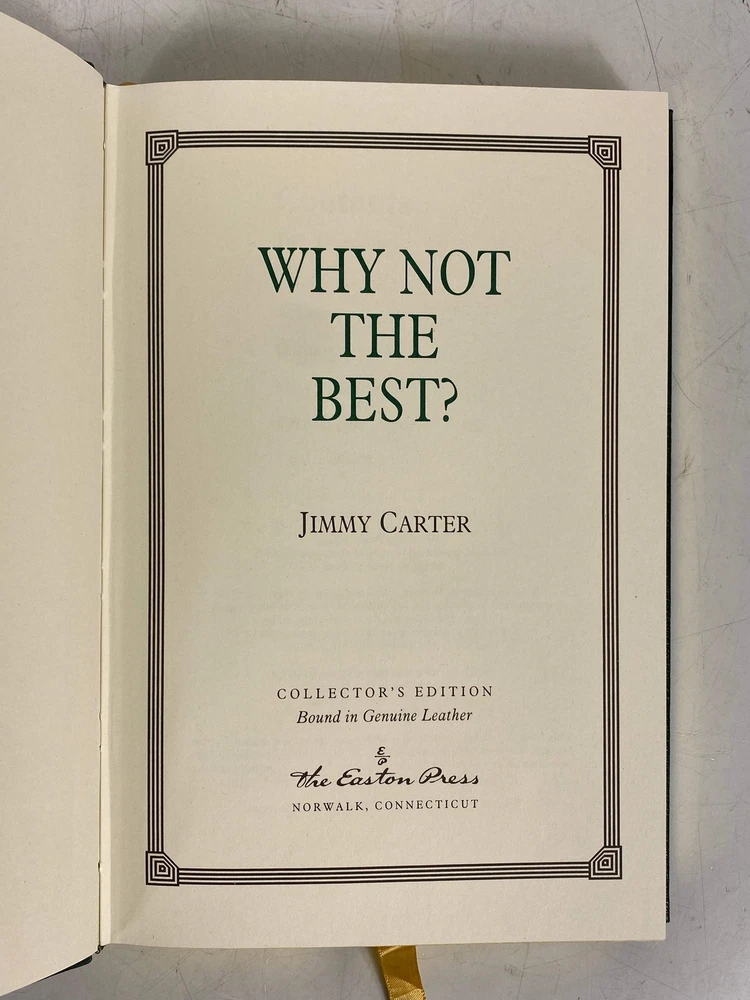 WHY NOT
THE
BEST?
JIMMY CARTER
COLLECTOR'S EDITION
Bound in Genuine Leather
E
P
The Easton Press
NORWALK, CONNECTICUT